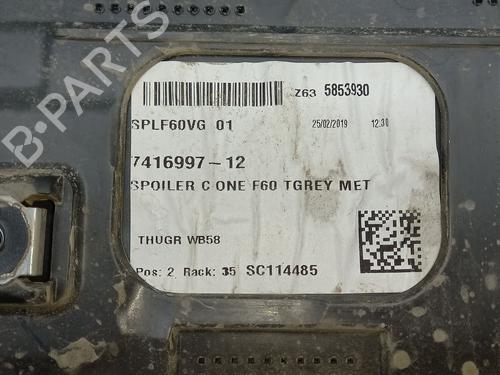 Z63 5853930
SPLF60VG 01 25/02/2019 12:30
7416997-12
SPOILER C ONE F60 TGREY MET
THUGR WB58
Pos: 2 Rack: 35 SC114485
B-PARTS